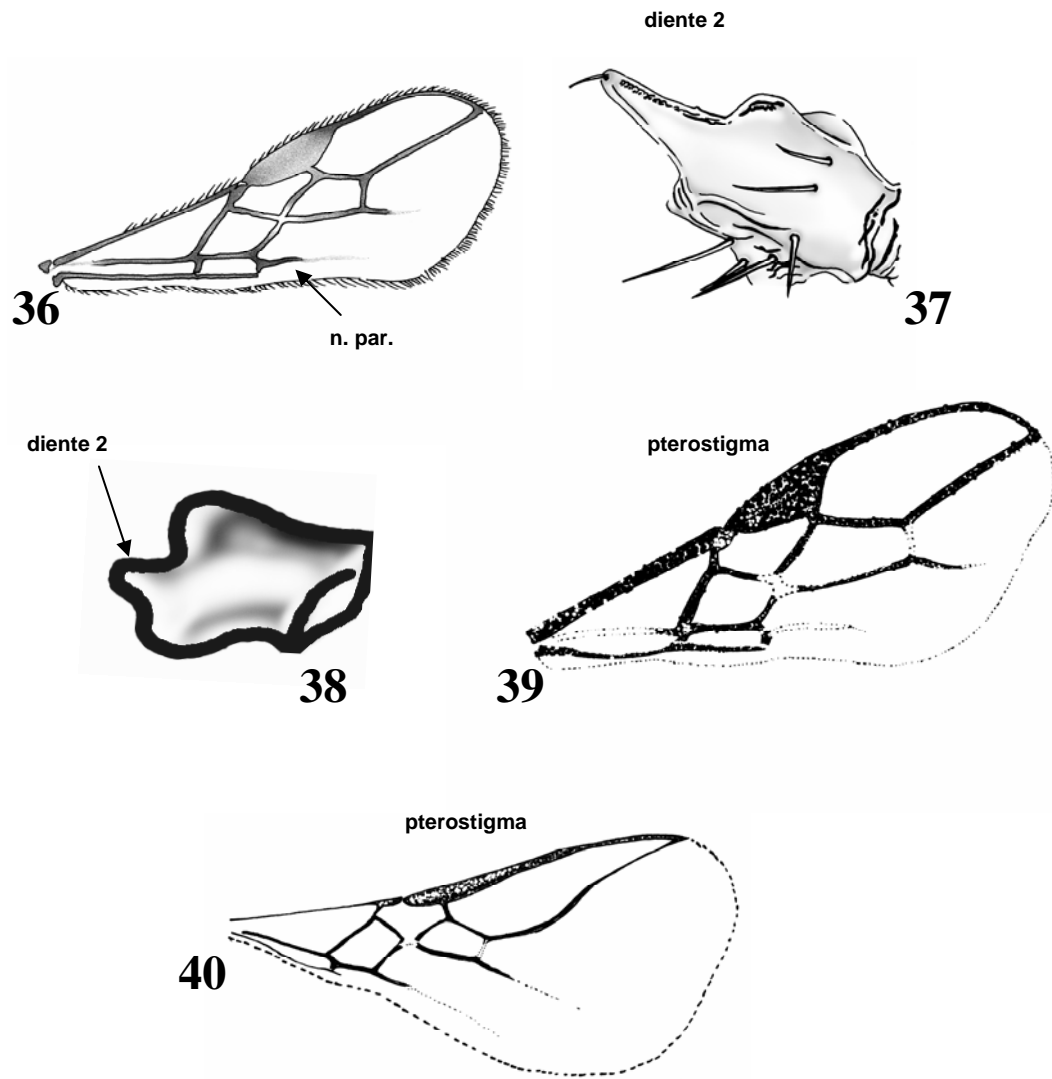 diente 2
36
n. par.
37
diente 2
pterostigma
38
39
pterostigma
40